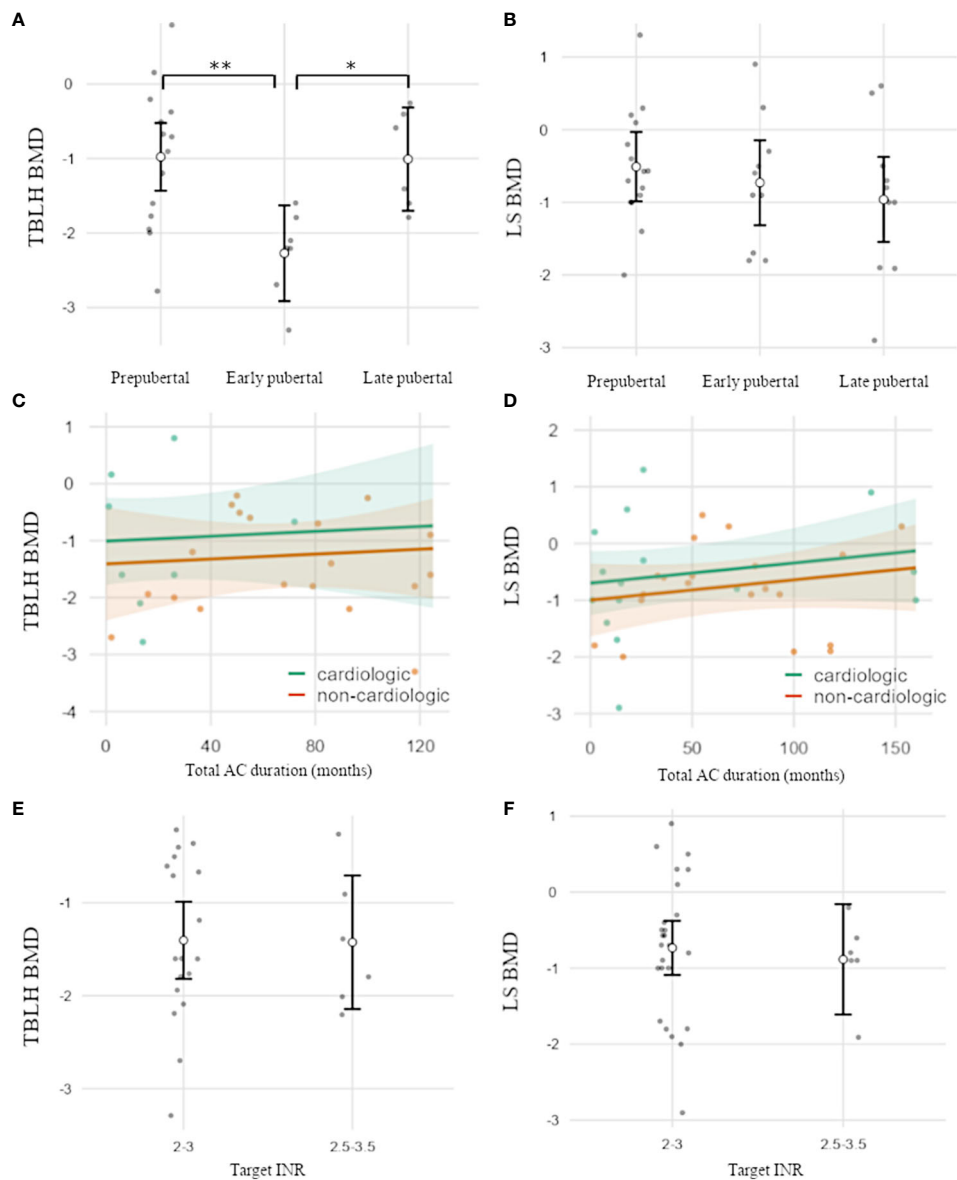 A
**
*
TBLH BMD
0
-1
-2
-3
Prepubertal
Early pubertal
Late pubertal
B
LS BMD
1
0
-1
-2
-3
Prepubertal
Early pubertal
Late pubertal
C
TBLH BMD
1
0
-1
-2
-3
-4
cardiologic
non-cardiologic
0
40
80
120
Total AC duration (months)
D
LS BMD
2
1
0
-1
-2
-3
cardiologic
non-cardiologic
0
50
100
150
Total AC duration (months)
E
TBLH BMD
-1
-2
-3
2-3
2.5-3.5
Target INR
F
LS BMD
1
0
-1
-2
-3
2-3
2.5-3.5
Target INR